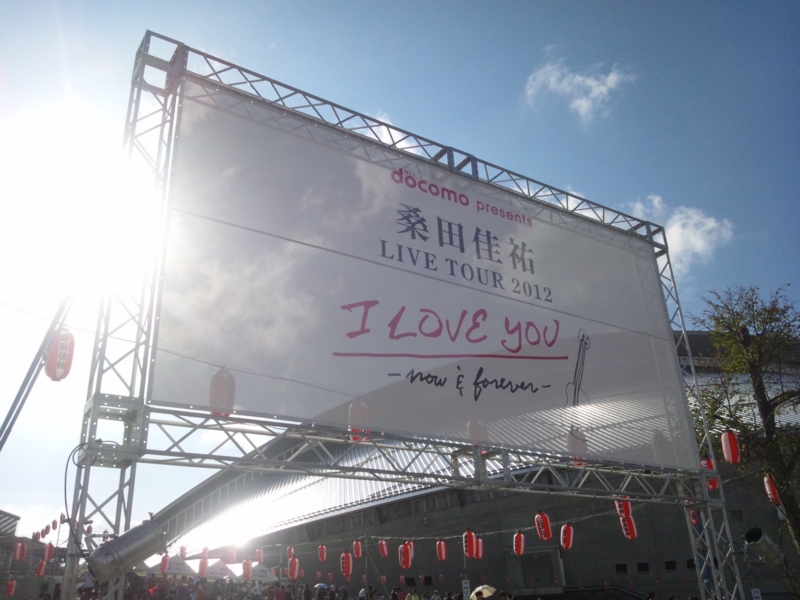 docomo presents
桑田佳祐
LIVE TOUR 2012
I LOVE YOU
-now & forever-